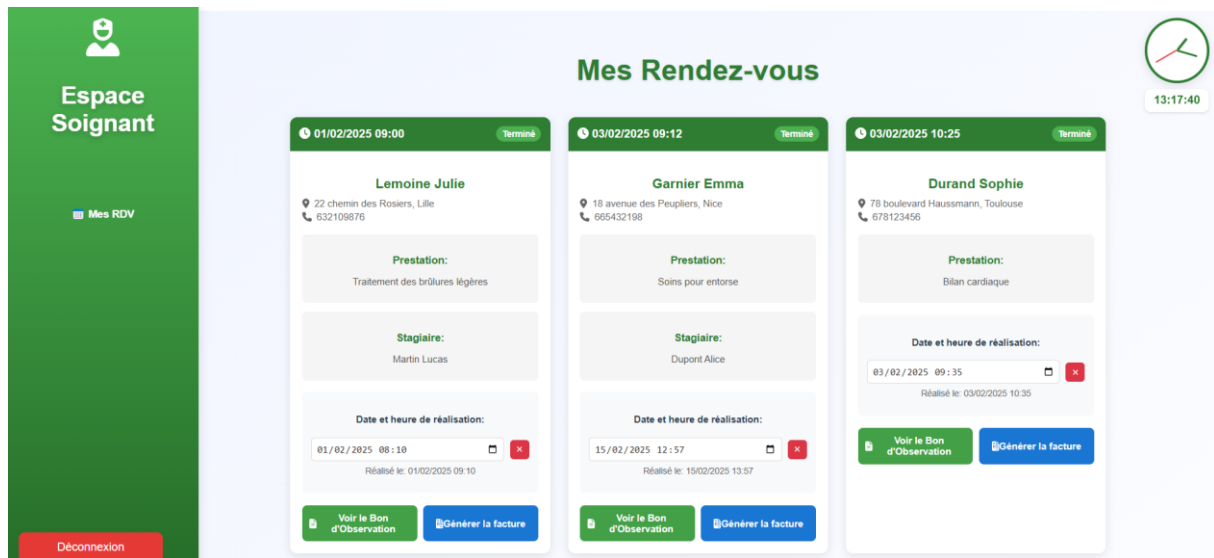 Espace
Soignant
Mes RDV
Déconnexion
Mes Rendez-vous
13:17:40
01/02/2025 09:00 Terminé
Lemoine Julie
22 chemin des Rosiers, Lille
632109876
Prestation:
Traitement des brûlures légères
Stagiaire:
Martin Lucas
Date et heure de réalisation:
01/02/2025 08:10
Réalisé le: 01/02/2025 09:10
Voir le Bon
d'Observation
Générer la facture
03/02/2025 09:12 Terminé
Garnier Emma
18 avenue des Peupliers, Nice
665432198
Prestation:
Soins pour entorse
Stagiaire:
Dupont Alice
Date et heure de réalisation:
15/02/2025 12:57
Réalisé le: 15/02/2025 13:57
Voir le Bon
d'Observation
Générer la facture
03/02/2025 10:25 Terminé
Durand Sophie
78 boulevard Haussmann, Toulouse
678123456
Prestation:
Bilan cardiaque
Date et heure de réalisation:
03/02/2025 09:35
Réalisé le: 03/02/2025 10:35
Voir le Bon
d'Observation
Générer la facture